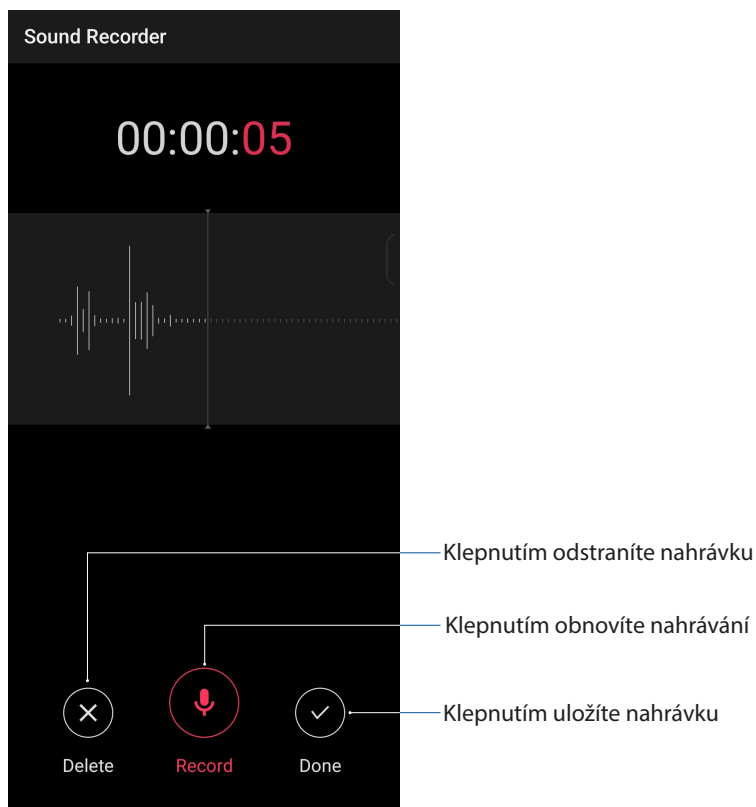 Sound Recorder
00:00:05
Klepnutím odstraníte nahrávku
Klepnutím obnovíte nahrávání
Klepnutím uložíte nahrávku
Delete
Record
Done